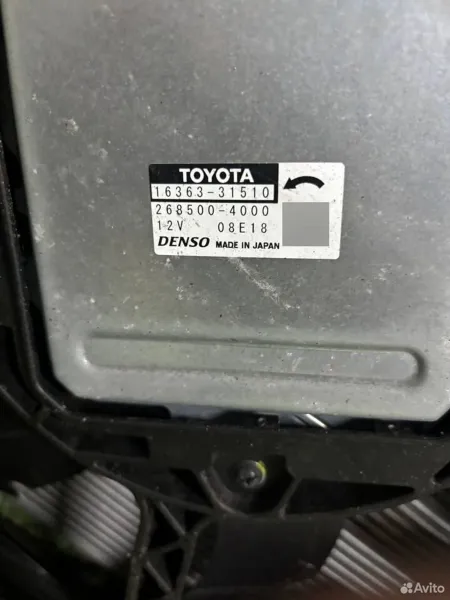 TOYOTA
16363-31510
268500-4000
12V 08E18
DENSO MADE IN JAPAN
Avito